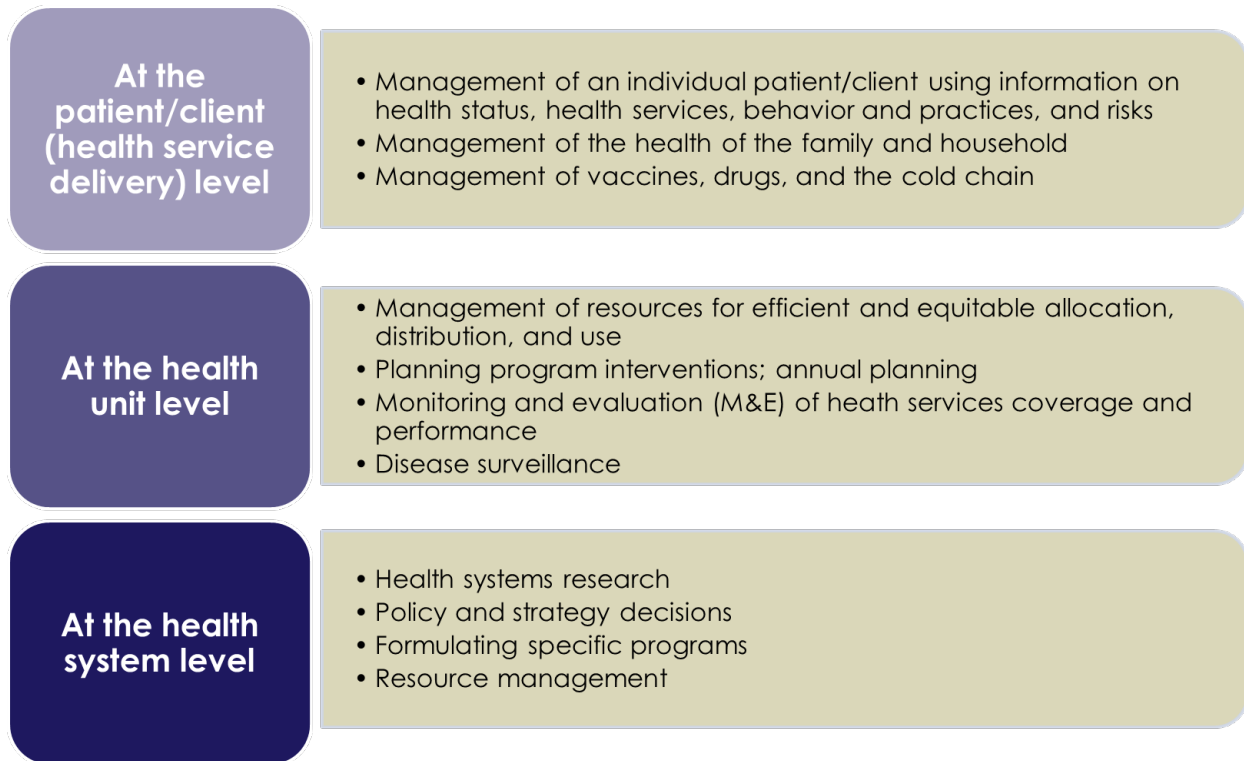 At the
patient/client
(health service
delivery) level
• Management of an individual patient/client using information on
health status, health services, behavior and practices, and risks
• Management of the health of the family and household
• Management of vaccines, drugs, and the cold chain
At the health
unit level
• Management of resources for efficient and equitable allocation,
distribution, and use
• Planning program interventions; annual planning
• Monitoring and evaluation (M&E) of heath services coverage and
performance
• Disease surveillance
At the health
system level
• Health systems research
• Policy and strategy decisions
• Formulating specific programs
• Resource management